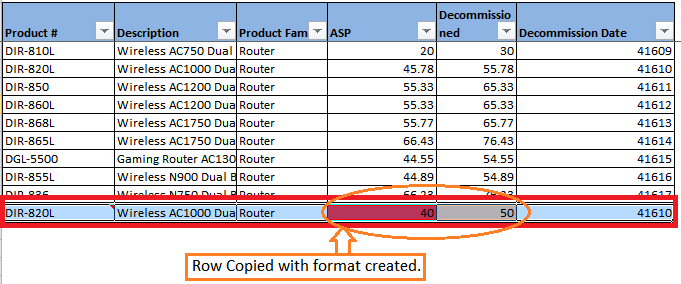 Product # Description Product Fam ASP Decommissio
ned Decommission Date
DIR-810L Wireless AC750 Dual Router 20 30 41609
DIR-820L Wireless AC1000 Dua Router 45.78 55.78 41610
DIR-850 Wireless AC1200 Dua Router 55.33 65.33 41611
DIR-860L Wireless AC1200 Dua Router 55.33 65.33 41612
DIR-868L Wireless AC1750 Dua Router 55.77 65.77 41613
DIR-865L Wireless AC1750 Dua Router 66.43 76.43 41614
DGL-5500 Gaming Router AC130 Router 44.55 54.55 41615
DIR-855L Wireless N900 Dual B Router 44.89 54.89 41616
DIR-836 Wireless N750 Dual B Router 66.23 76.23 41617
DIR-820L Wireless AC1000 Dua Router 40 50 41610
Row Copied with format created.